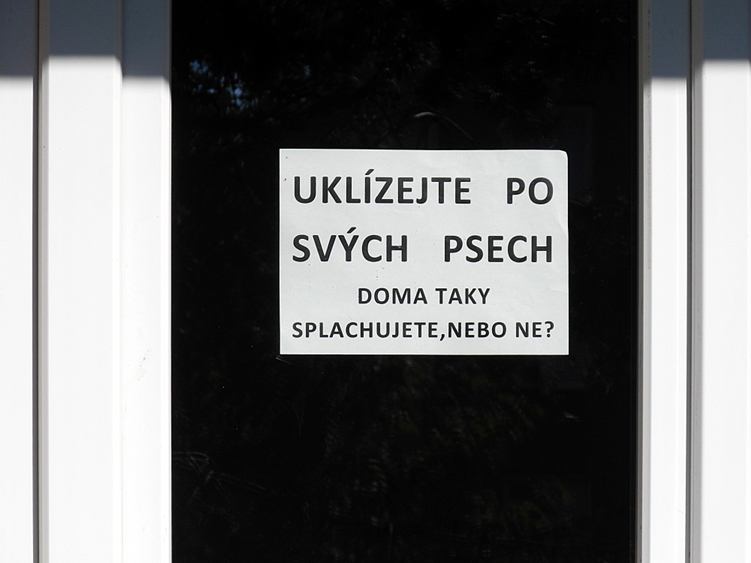 UKLÍZEJTE PO
SVÝCH PSECH
DOMA TAKY
SPLACHUJETE,NEBO NE?